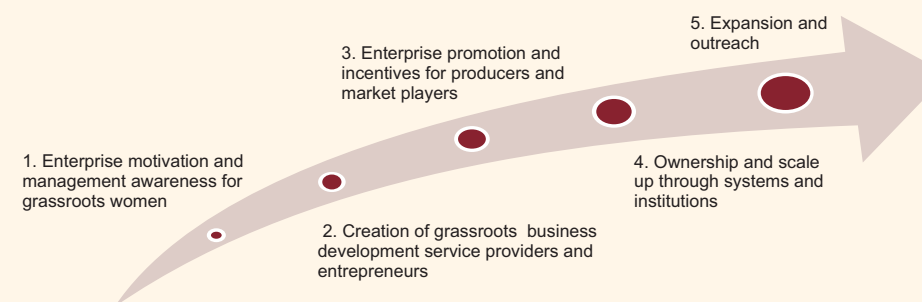 1. Enterprise motivation and
management awareness for
grassroots women
2. Creation of grassroots business
development service providers and
entrepreneurs
3. Enterprise promotion and
incentives for producers and
market players
4. Ownership and scale
up through systems and
institutions
5. Expansion and
outreach